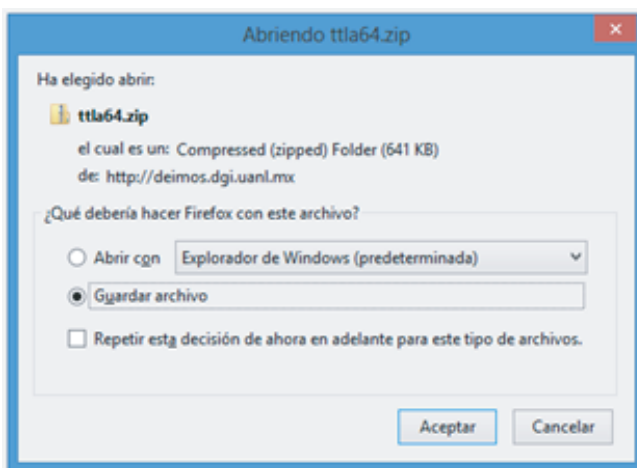 Abriendo ttla64.zip
Ha elegido abrir:
ttla64.zip
el cual es un: Compressed (zipped) Folder (641 KB)
de: http://deimos.dgi.uanl.mx
¿Qué debería hacer Firefox con este archivo?
Abrir con Explorador de Windows (predeterminada)
Guardar archivo
Repetir esta decisión de ahora en adelante para este tipo de archivos.
Aceptar Cancelar